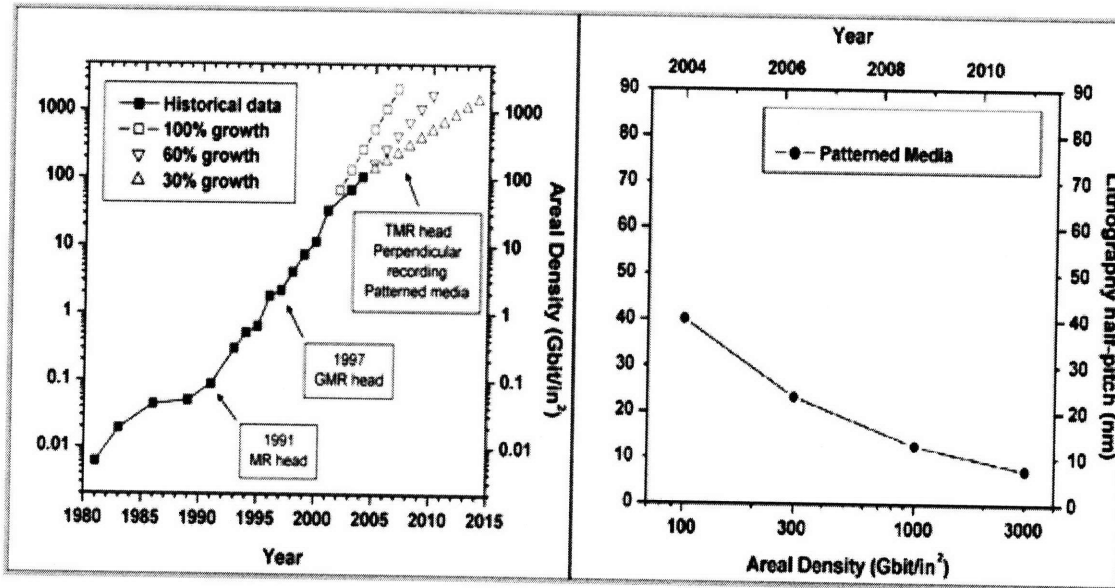 1000
100
10
1
0.1
0.01
Historical data
100% growth
60% growth
30% growth
TMR head
Perpendicular
recording
Patterned media
1997
GMR head
1991
MR head
1000
100
10
1
0.1
0.01
Areal Density (Gbit/in²)
1980 1985 1990 1995 2000 2005 2010 2015
Year
Year
2004 2006 2008 2010
90
80
70
60
50
40
30
20
10
0
Patterned Media
90
80
70
60
50
40
30
20
10
0
Lithography half-pitch (nm)
100 300 1000 3000
Areal Density (Gbit/in²)